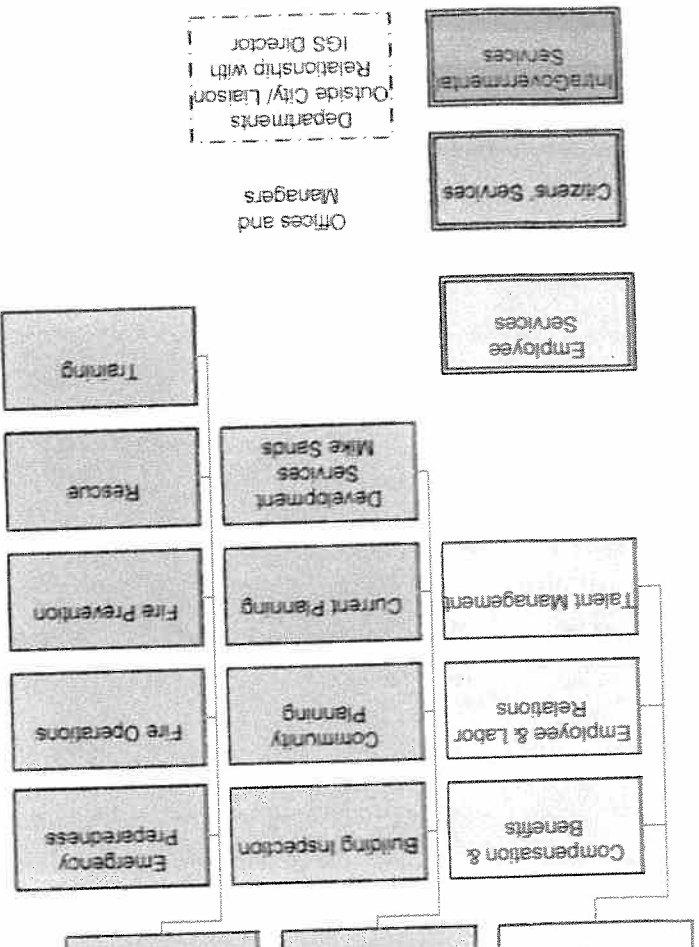 Compensation &
Benefits
Employee & Labor
Relations
Talent Management
Building Inspection
Community
Planning
Current Planning
Development
Services
Mike Sands
Emergency
Preparedness
Fire Operations
Fire Prevention
Rescue
Training
Employee
Services
Citizens' Services
IntraGovernmental
Services
Offices and
Managers
Departments
Outside City/ Liaison
Relationship with
IGS Director